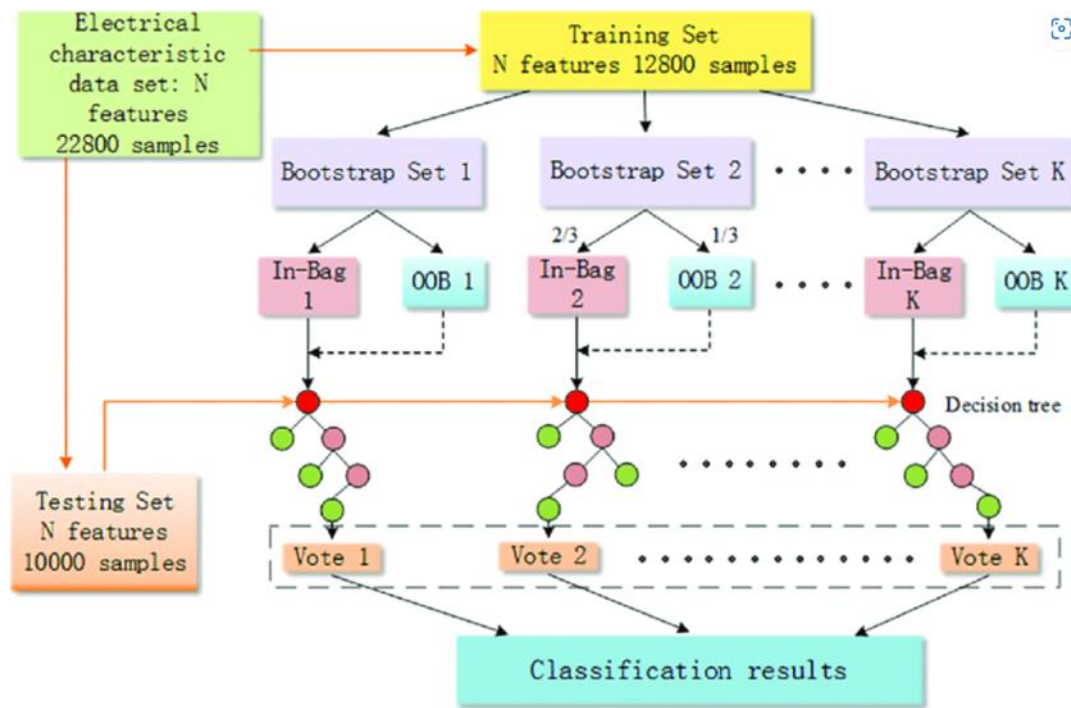 Electrical
characteristic
data set: N
features
22800 samples
Training Set
N features 12800 samples
Bootstrap Set 1
Bootstrap Set 2
Bootstrap Set K
2/3
1/3
In-Bag
1
OOB 1
In-Bag
2
OOB 2
In-Bag
K
OOB K
Decision tree
Testing Set
N features
10000 samples
Vote 1
Vote 2
Vote K
Classification results